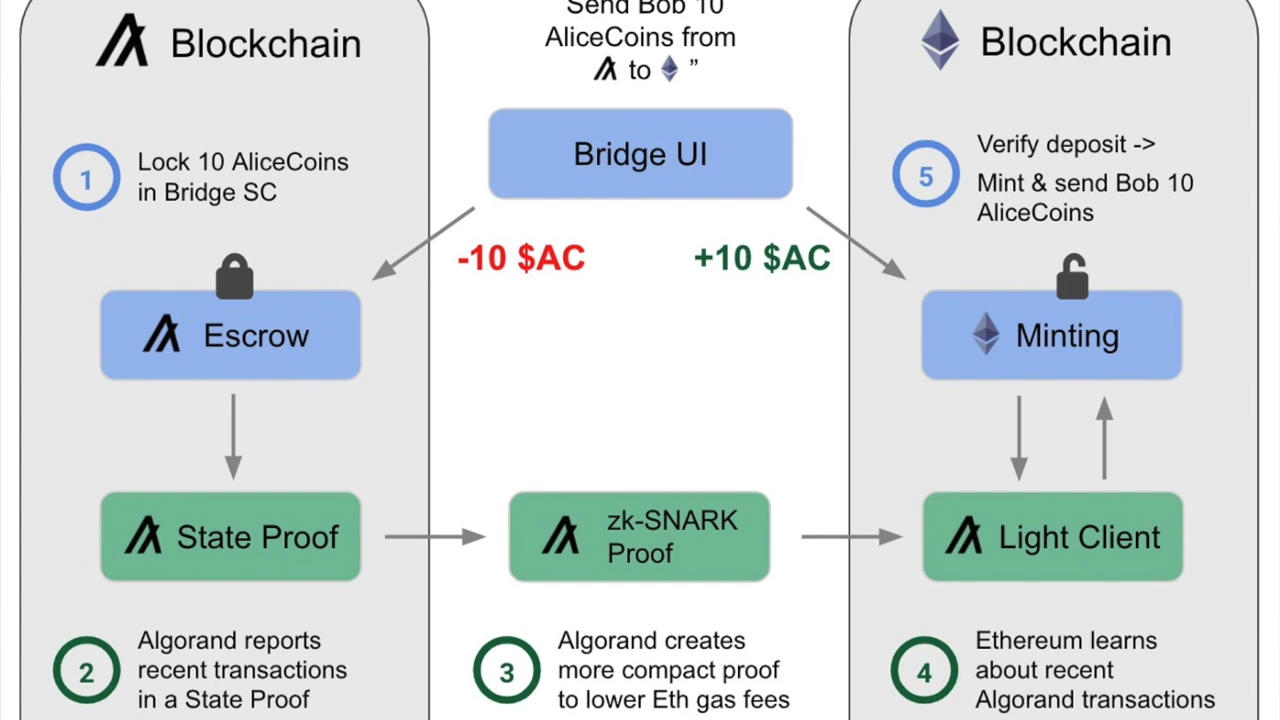 Blockchain
Send Bob 10
AliceCoins from
to ”
Blockchain
1
Lock 10 AliceCoins
in Bridge SC
Bridge UI
5
Verify deposit ->
Mint & send Bob 10
AliceCoins
-10 $AC
+10 $AC
Escrow
Minting
State Proof
zk-SNARK
Proof
Light Client
2
Algorand reports
recent transactions
in a State Proof
3
Algorand creates
more compact proof
to lower Eth gas fees
4
Ethereum learns
about recent
Algorand transactions